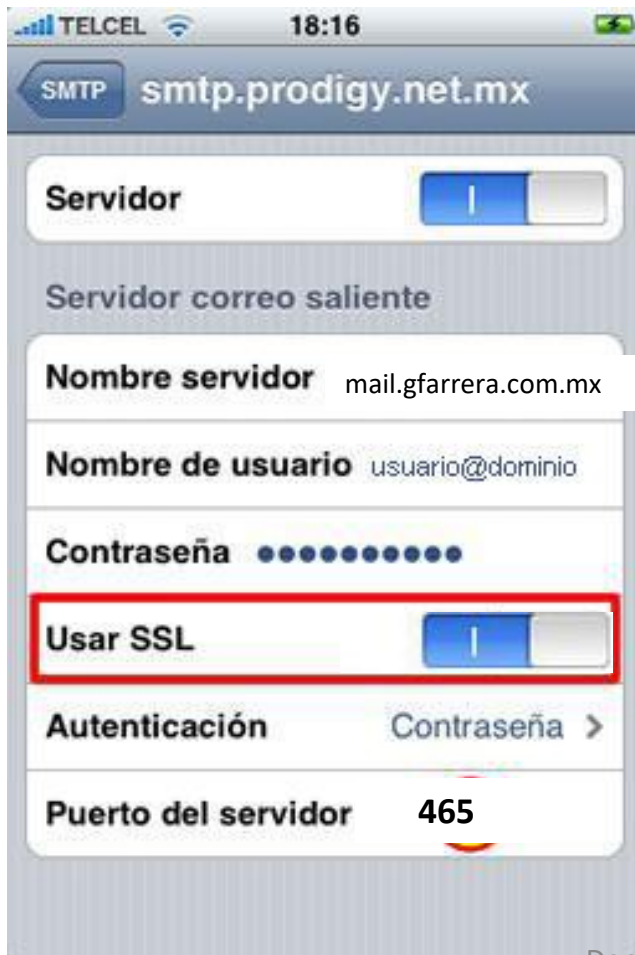 TELCEL 18:16
SMTP smtp.prodigy.net.mx
Servidor
Servidor correo saliente
Nombre servidor mail.gfarrera.com.mx
Nombre de usuario usuario@dominio
Contraseña ●●●●●●●●●●
Usar SSL
Autenticación Contraseña >
Puerto del servidor 465